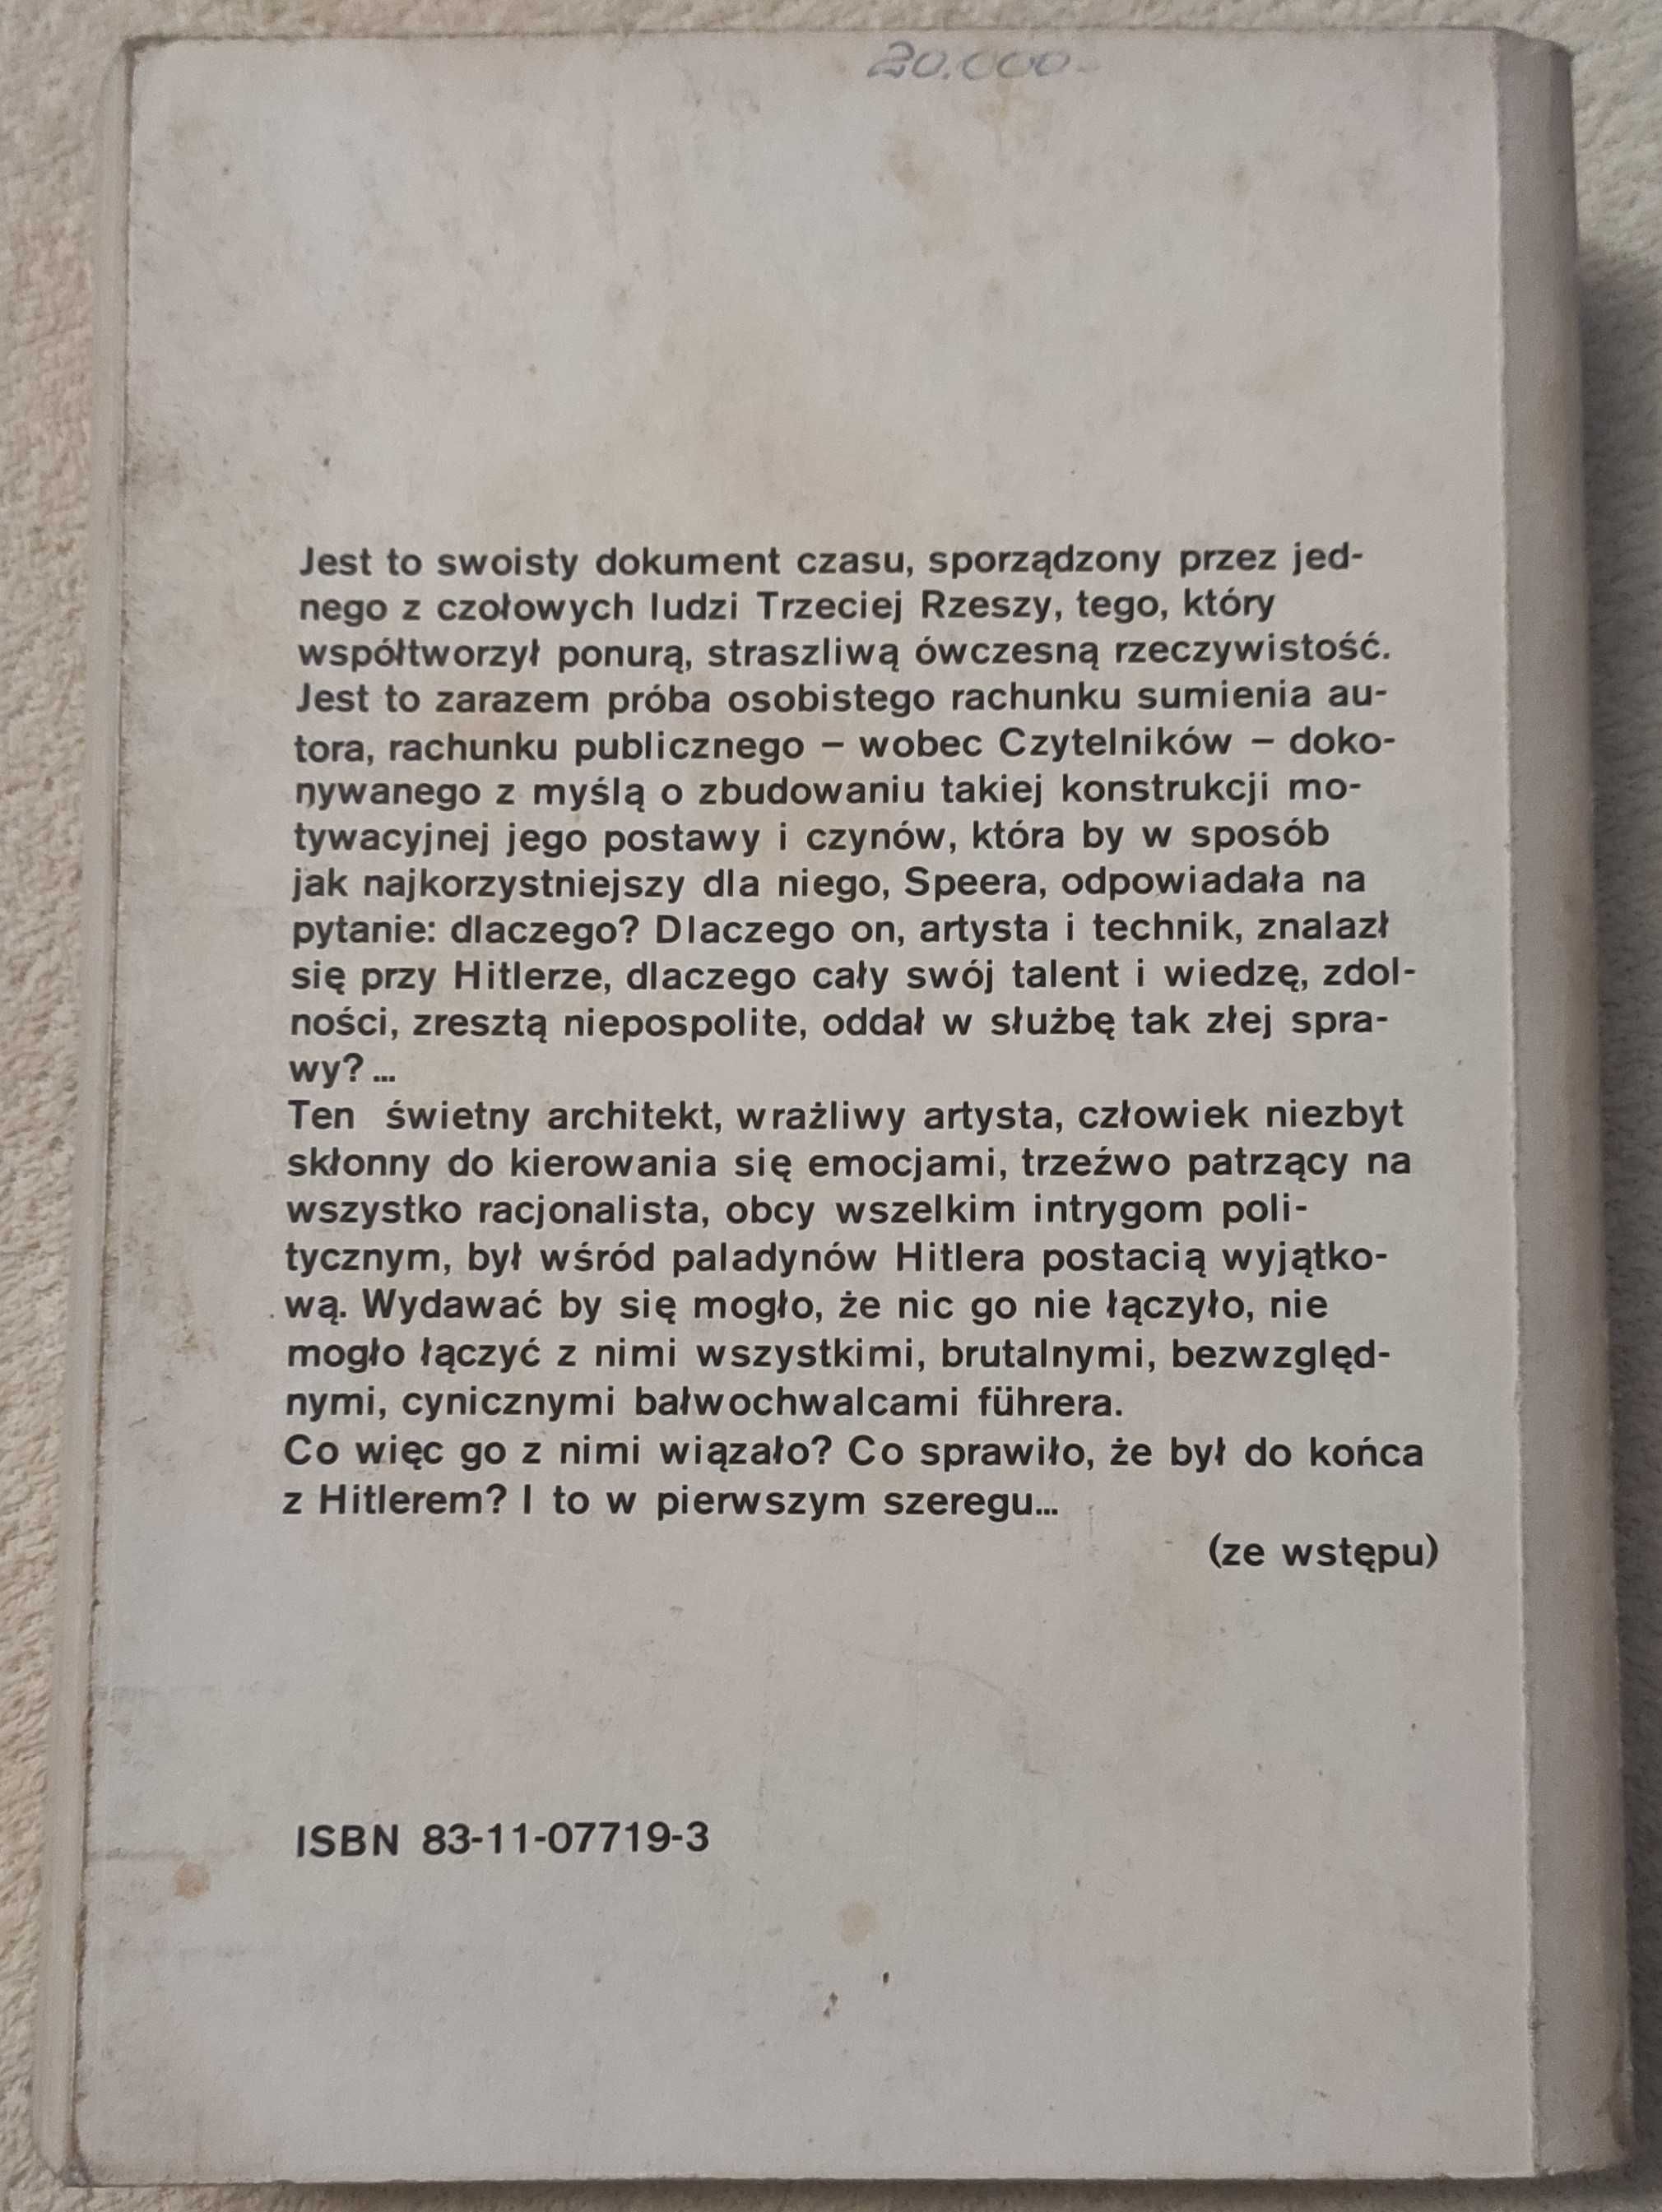 20.000-
Jest to swoisty dokument czasu, sporządzony przez jed-
nego z czołowych ludzi Trzeciej Rzeszy, tego, który
współtworzył ponurą, straszliwą ówczesną rzeczywistość.
Jest to zarazem próba osobistego rachunku sumienia au-
tora, rachunku publicznego – wobec Czytelników – doko-
nywanego z myślą o zbudowaniu takiej konstrukcji mo-
tywacyjnej jego postawy i czynów, która by w sposób
jak najkorzystniejszy dla niego, Speera, odpowiadała na
pytanie: dlaczego? Dlaczego on, artysta i technik, znalazł
się przy Hitlerze, dlaczego cały swój talent i wiedzę, zdol-
ności, zresztą niepospolite, oddał w służbę tak złej spra-
wy? ...
Ten świetny architekt, wrażliwy artysta, człowiek niezbyt
skłonny do kierowania się emocjami, trzeźwo patrzący na
wszystko racjonalista, obcy wszelkim intrygom poli-
tycznym, był wśród paladynów Hitlera postacią wyjątko-
wą. Wydawać by się mogło, że nic go nie łączyło, nie
mogło łączyć z nimi wszystkimi, brutalnymi, bezwzględ-
nymi, cynicznymi bałwochwalcami führera.
Co więc go z nimi wiązało? Co sprawiło, że był do końca
z Hitlerem? I to w pierwszym szeregu...
(ze wstępu)
ISBN 83-11-07719-3